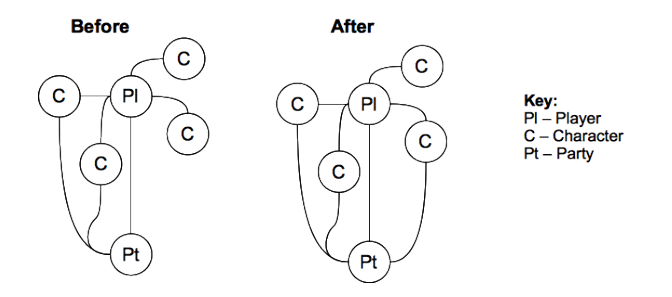 Before
After
C
C
Pl
C
C
Pt
C
C
Pl
C
C
Pt
Key:
Pl – Player
C – Character
Pt – Party